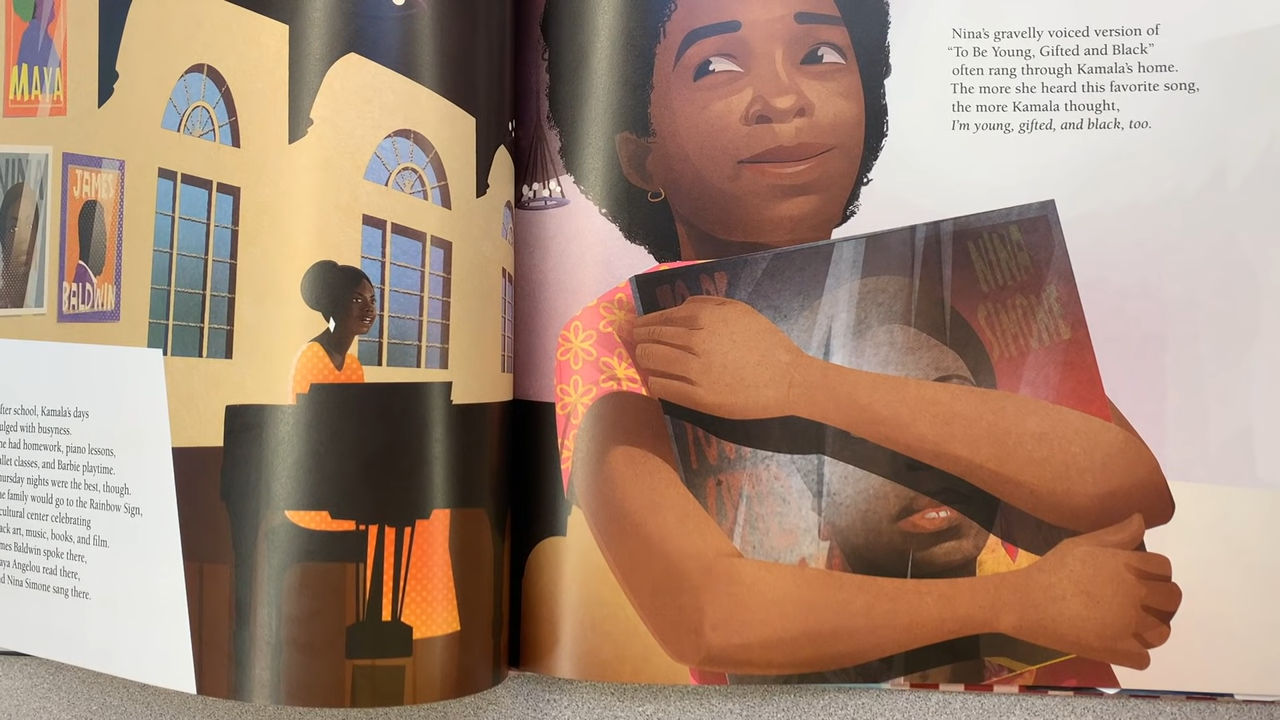 MAYA
NINA
JAMES
BALDWIN
fter school, Kamala's days
ulged with busyness.
he had homework, piano lessons,
llet classes, and Barbie playtime.
hursday nights were the best, though.
he family would go to the Rainbow Sign,
cultural center celebrating
ack art, music, books, and film.
mes Baldwin spoke there,
aya Angelou read there,
d Nina Simone sang there.
Nina's gravelly voiced version of
“To Be Young, Gifted and Black”
often rang through Kamala's home.
The more she heard this favorite song,
the more Kamala thought,
I'm young, gifted, and black, too.
TO BE
NINA
SIMONE